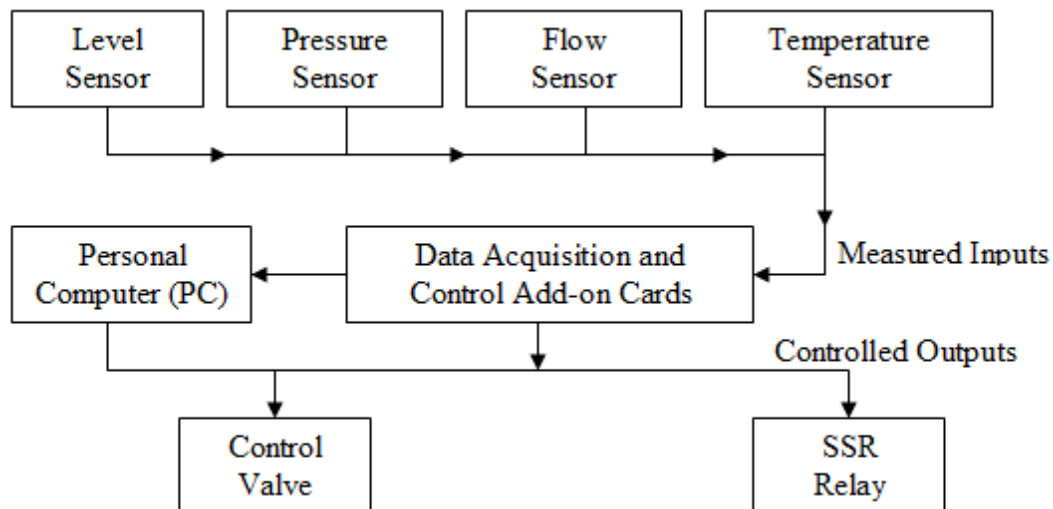 Level
Sensor
Pressure
Sensor
Flow
Sensor
Temperature
Sensor
Personal
Computer (PC)
Data Acquisition and
Control Add-on Cards
Measured Inputs
Controlled Outputs
Control
Valve
SSR
Relay